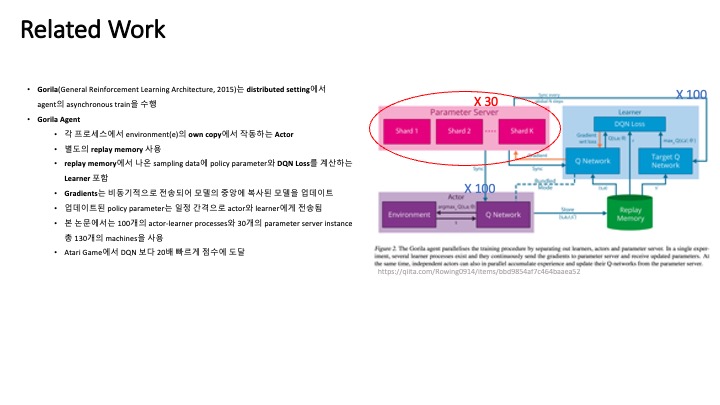 Related Work
• Gorila(General Reinforcement Learning Architecture, 2015)는 distributed setting에서
agent의 asynchronous train을 수행
• Gorila Agent
• 각 프로세스에서 environment(e)의 own copy에서 작동하는 Actor
• 별도의 replay memory 사용
• replay memory에서 나온 sampling data에 policy parameter와 DQN Loss를 계산하는
Learner 포함
• Gradients는 비동기적으로 전송되어 모델의 중앙에 복사된 모델을 업데이트
• 업데이트된 policy parameter는 일정 간격으로 actor와 learner에게 전송됨
• 본 논문에서는 100개의 actor-learner processes와 30개의 parameter server instance
총 130개의 machines을 사용
• Atari Game에서 DQN 보다 20배 빠르게 점수에 도달
X 30
X 100
Sync every
global N steps
Parameter Server
Shard 1
Shard 2
Shard K
Learner
DQN Loss
Gradient
wrt loss
Gradient
Q Network
Target Q
Network
Sync
Sync
Bundled
Mode
X 100
Actor
Environment
Q Network
Store
Replay
Memory
Figure 2. The Gorila agent parallelises the training procedure by separating out learners, actors and parameter server. In a single exper-
iment, several learner processes exist and they continuously send the gradients to parameter server and receive updated parameters. At
the same time, independent actors can also in parallel accumulate experience and update their Q-networks from the parameter server.
https://qiita.com/Rowing0914/items/bbd9854af7c464baaea52